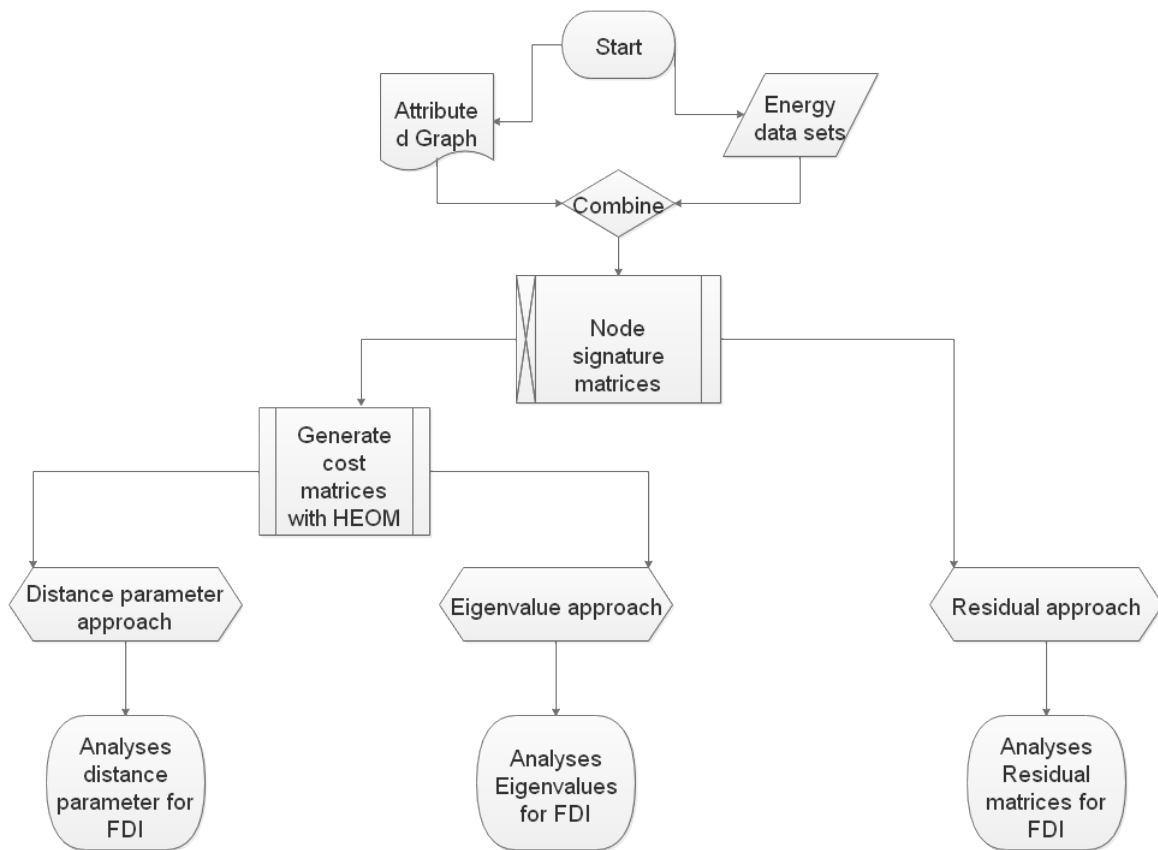 Start
Attribute
d Graph
Energy
data sets
Combine
Node
signature
matrices
Generate
cost
matrices
with HEOM
Distance parameter
approach
Eigenvalue approach
Residual approach
Analyses
distance
parameter for
FDI
Analyses
Eigenvalues
for FDI
Analyses
Residual
matrices for
FDI